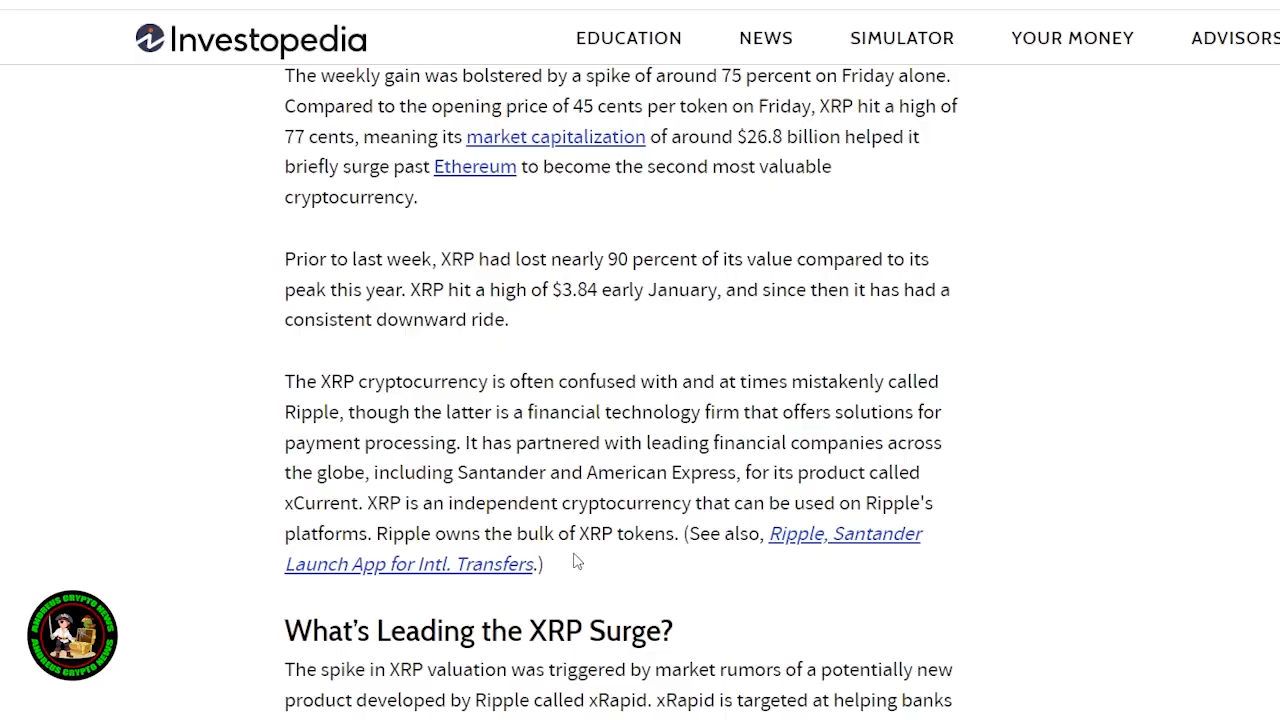 Investopedia
EDUCATION NEWS SIMULATOR YOUR MONEY ADVISORS
The weekly gain was bolstered by a spike of around 75 percent on Friday alone.
Compared to the opening price of 45 cents per token on Friday, XRP hit a high of
77 cents, meaning its market capitalization of around $26.8 billion helped it
briefly surge past Ethereum to become the second most valuable
cryptocurrency.
Prior to last week, XRP had lost nearly 90 percent of its value compared to its
peak this year. XRP hit a high of $3.84 early January, and since then it has had a
consistent downward ride.
The XRP cryptocurrency is often confused with and at times mistakenly called
Ripple, though the latter is a financial technology firm that offers solutions for
payment processing. It has partnered with leading financial companies across
the globe, including Santander and American Express, for its product called
xCurrent. XRP is an independent cryptocurrency that can be used on Ripple's
platforms. Ripple owns the bulk of XRP tokens. (See also, Ripple, Santander
Launch App for Intl. Transfers.)
ANDREUS CRYPTO NEWS
ANDREUS CRYPTO NEWS
What's Leading the XRP Surge?
The spike in XRP valuation was triggered by market rumors of a potentially new
product developed by Ripple called xRapid. xRapid is targeted at helping banks